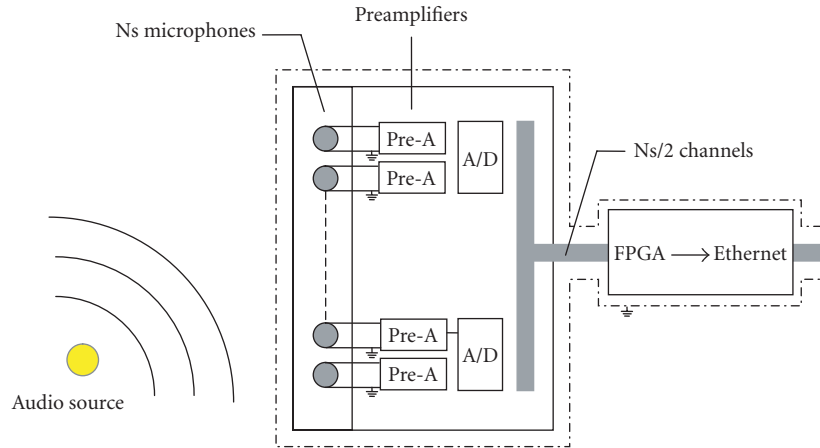 Preamplifiers
Ns microphones
Pre-A
A/D
Pre-A
Ns/2 channels
FPGA → Ethernet
Pre-A
A/D
Pre-A
Audio source